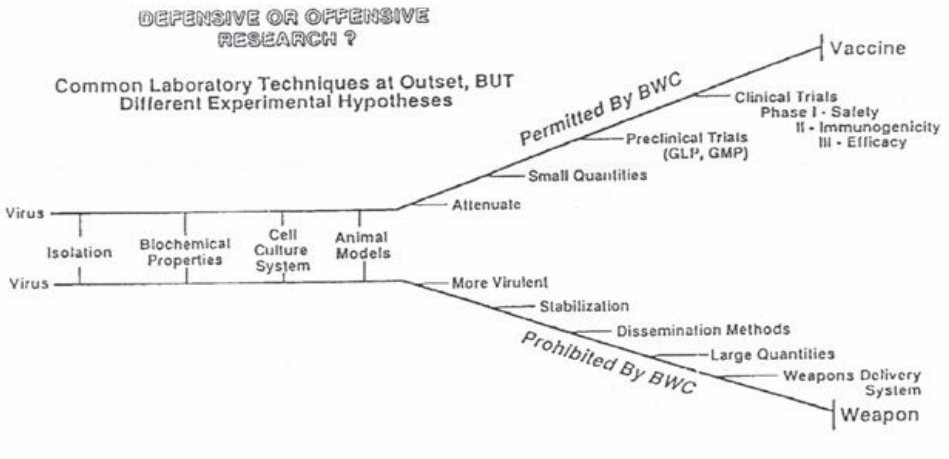 DEFENSIVE OR OFFENSIVE
RESEARCH ?
Common Laboratory Techniques at Outset, BUT
Different Experimental Hypotheses
Permitted By BWC
Vaccine
Clinical Trials
Phase I - Safety
II - Immunogenicity
III - Efficacy
Preclinical Trials
(GLP, GMP)
Small Quantities
Attenuate
Virus
Isolation
Biochemical
Properties
Cell
Culture
System
Animal
Models
Virus
More Virulent
Stabilization
Dissemination Methods
Large Quantities
Weapons Delivery
System
Prohibited By BWC
Weapon